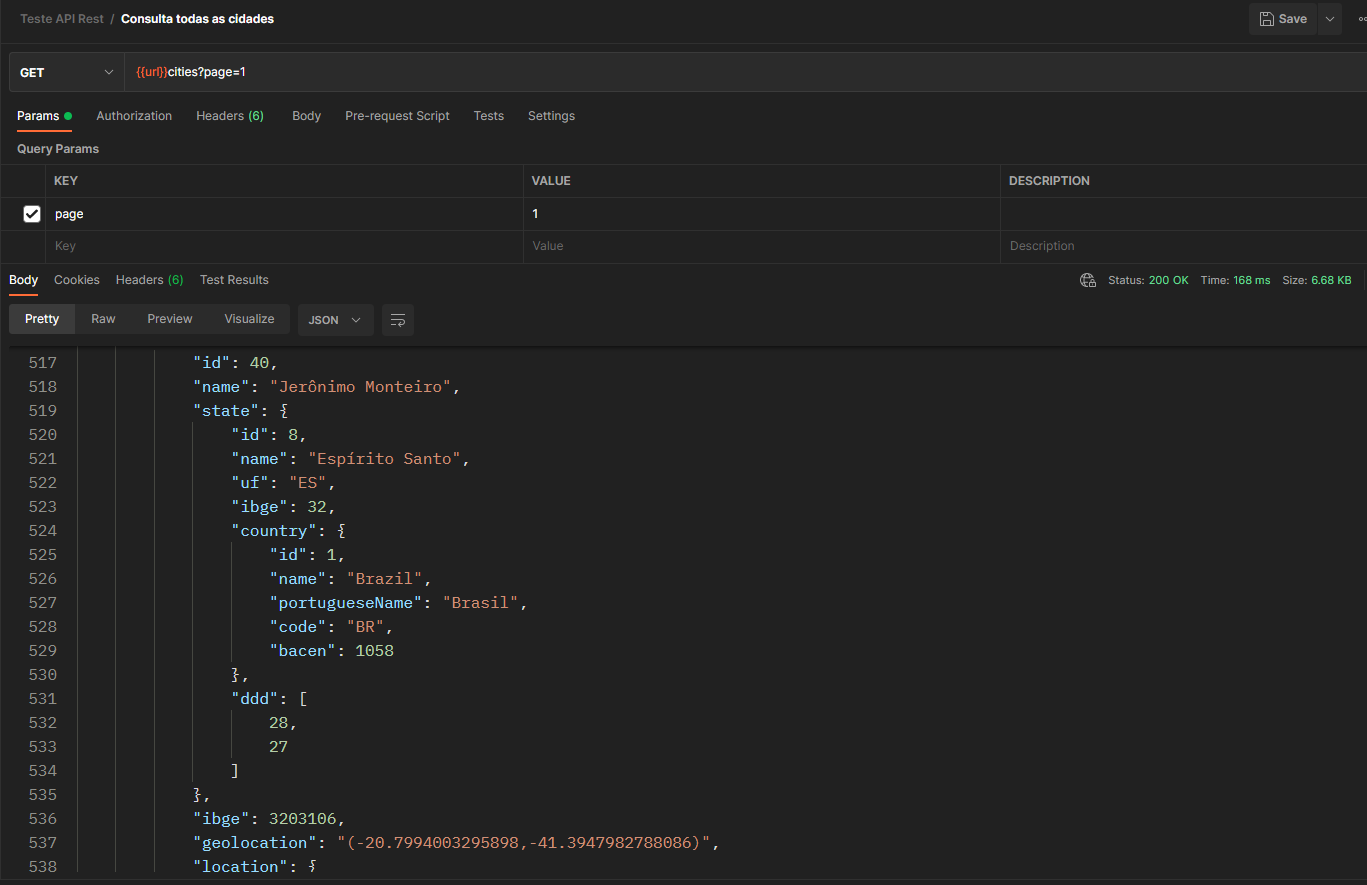 Teste API Rest / Consulta todas as cidades
Save
GET
{{url}}cities?page=1
Params Authorization Headers (6) Body Pre-request Script Tests Settings
Query Params
KEY VALUE DESCRIPTION
page 1
Key Value Description
Body Cookies Headers (6) Test Results
Status: 200 OK Time: 168 ms Size: 6.68 KB
Pretty Raw Preview Visualize JSON
517 "id": 40,
518 "name": "Jerônimo Monteiro",
519 "state": {
520 "id": 8,
521 "name": "Espírito Santo",
522 "uf": "ES",
523 "ibge": 32,
524 "country": {
525 "id": 1,
526 "name": "Brazil",
527 "portugueseName": "Brasil",
528 "code": "BR",
529 "bacen": 1058
530 },
531 "ddd": [
532 28,
533 27
534 ]
535 },
536 "ibge": 3203106,
537 "geolocation": "(-20.7994003295898,-41.3947982788086)",
538 "location": {